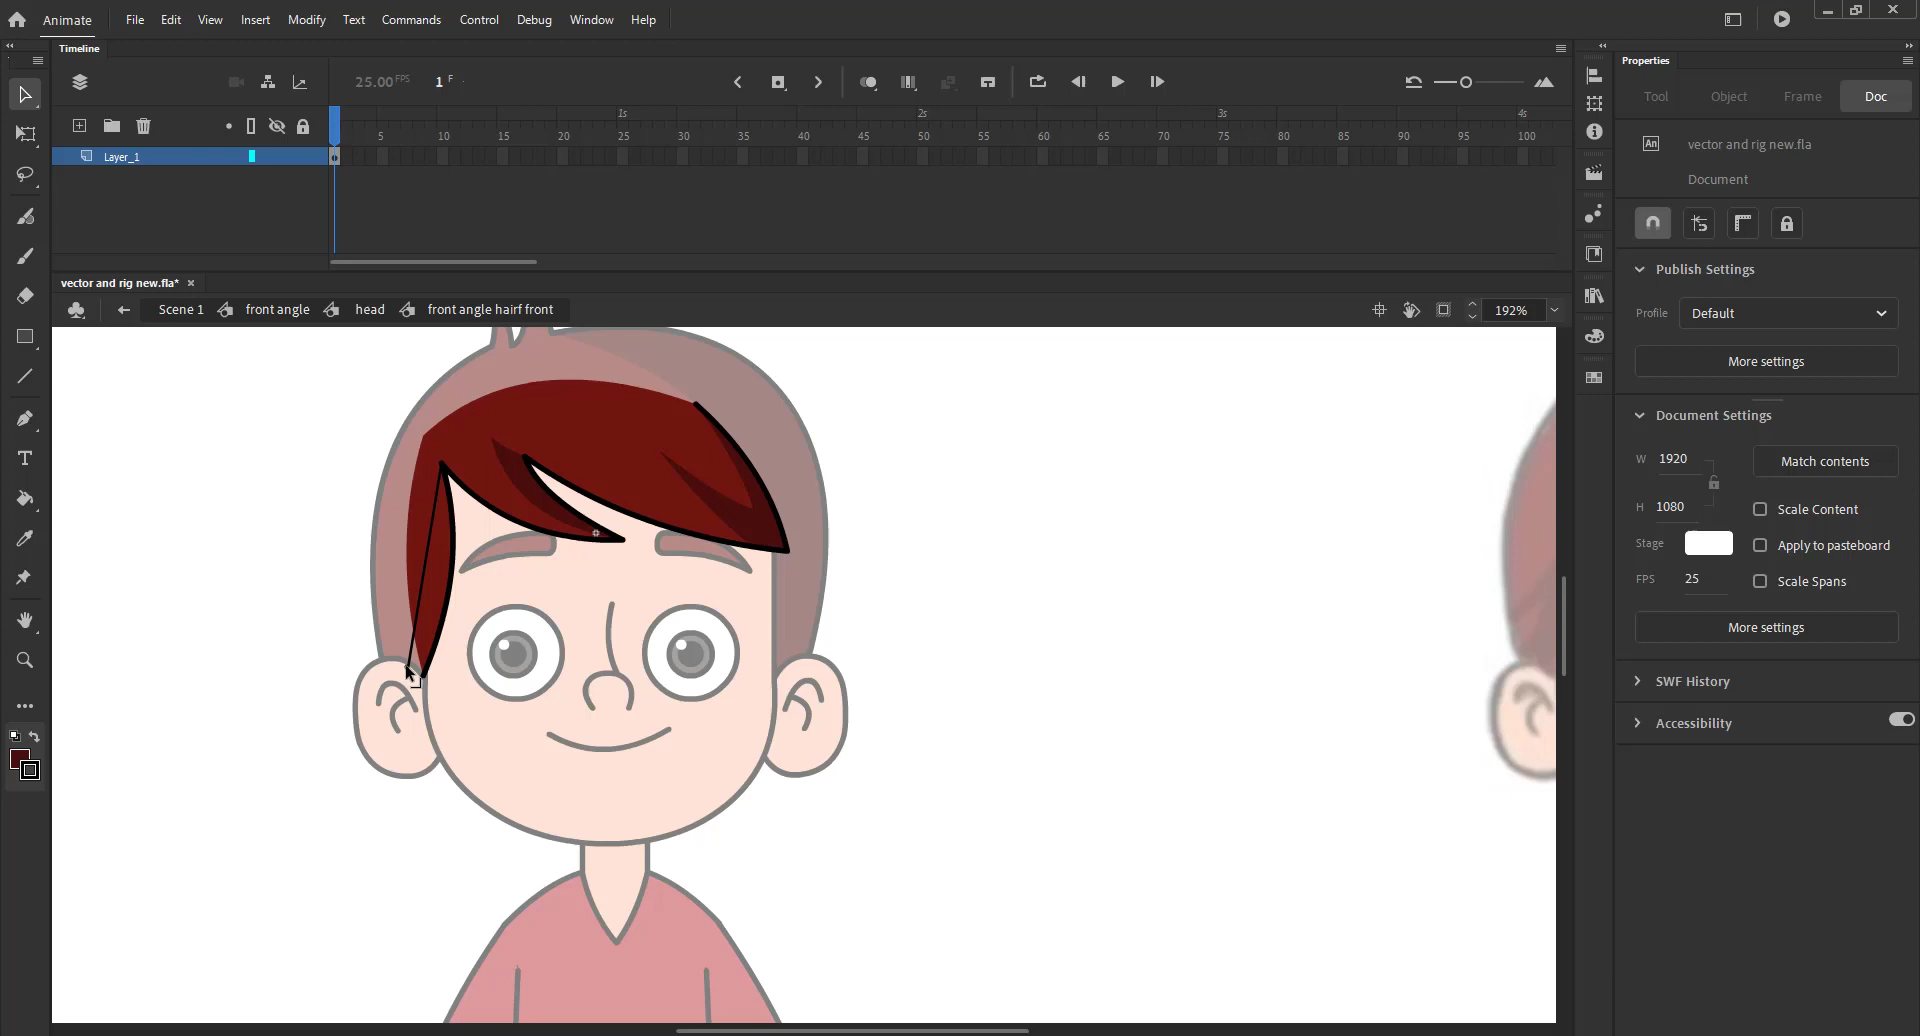 Animate File Edit View Insert Modify Text Commands Control Debug Window Help
Timeline
25.00 FPS 1 F
1s 2s 3s 4s
5 10 15 20 25 30 35 40 45 50 55 60 65 70 75 80 85 90 95 100
Layer_1
vector and rig new.fla*
Scene 1 front angle head front angle hairf front 192%
Properties
Tool Object Frame Doc
An vector and rig new.fla
Document
Publish Settings
Profile Default
More settings
Document Settings
W 1920 Match contents
H 1080 Scale Content
Stage Apply to pasteboard
FPS 25 Scale Spans
More settings
SWF History
Accessibility